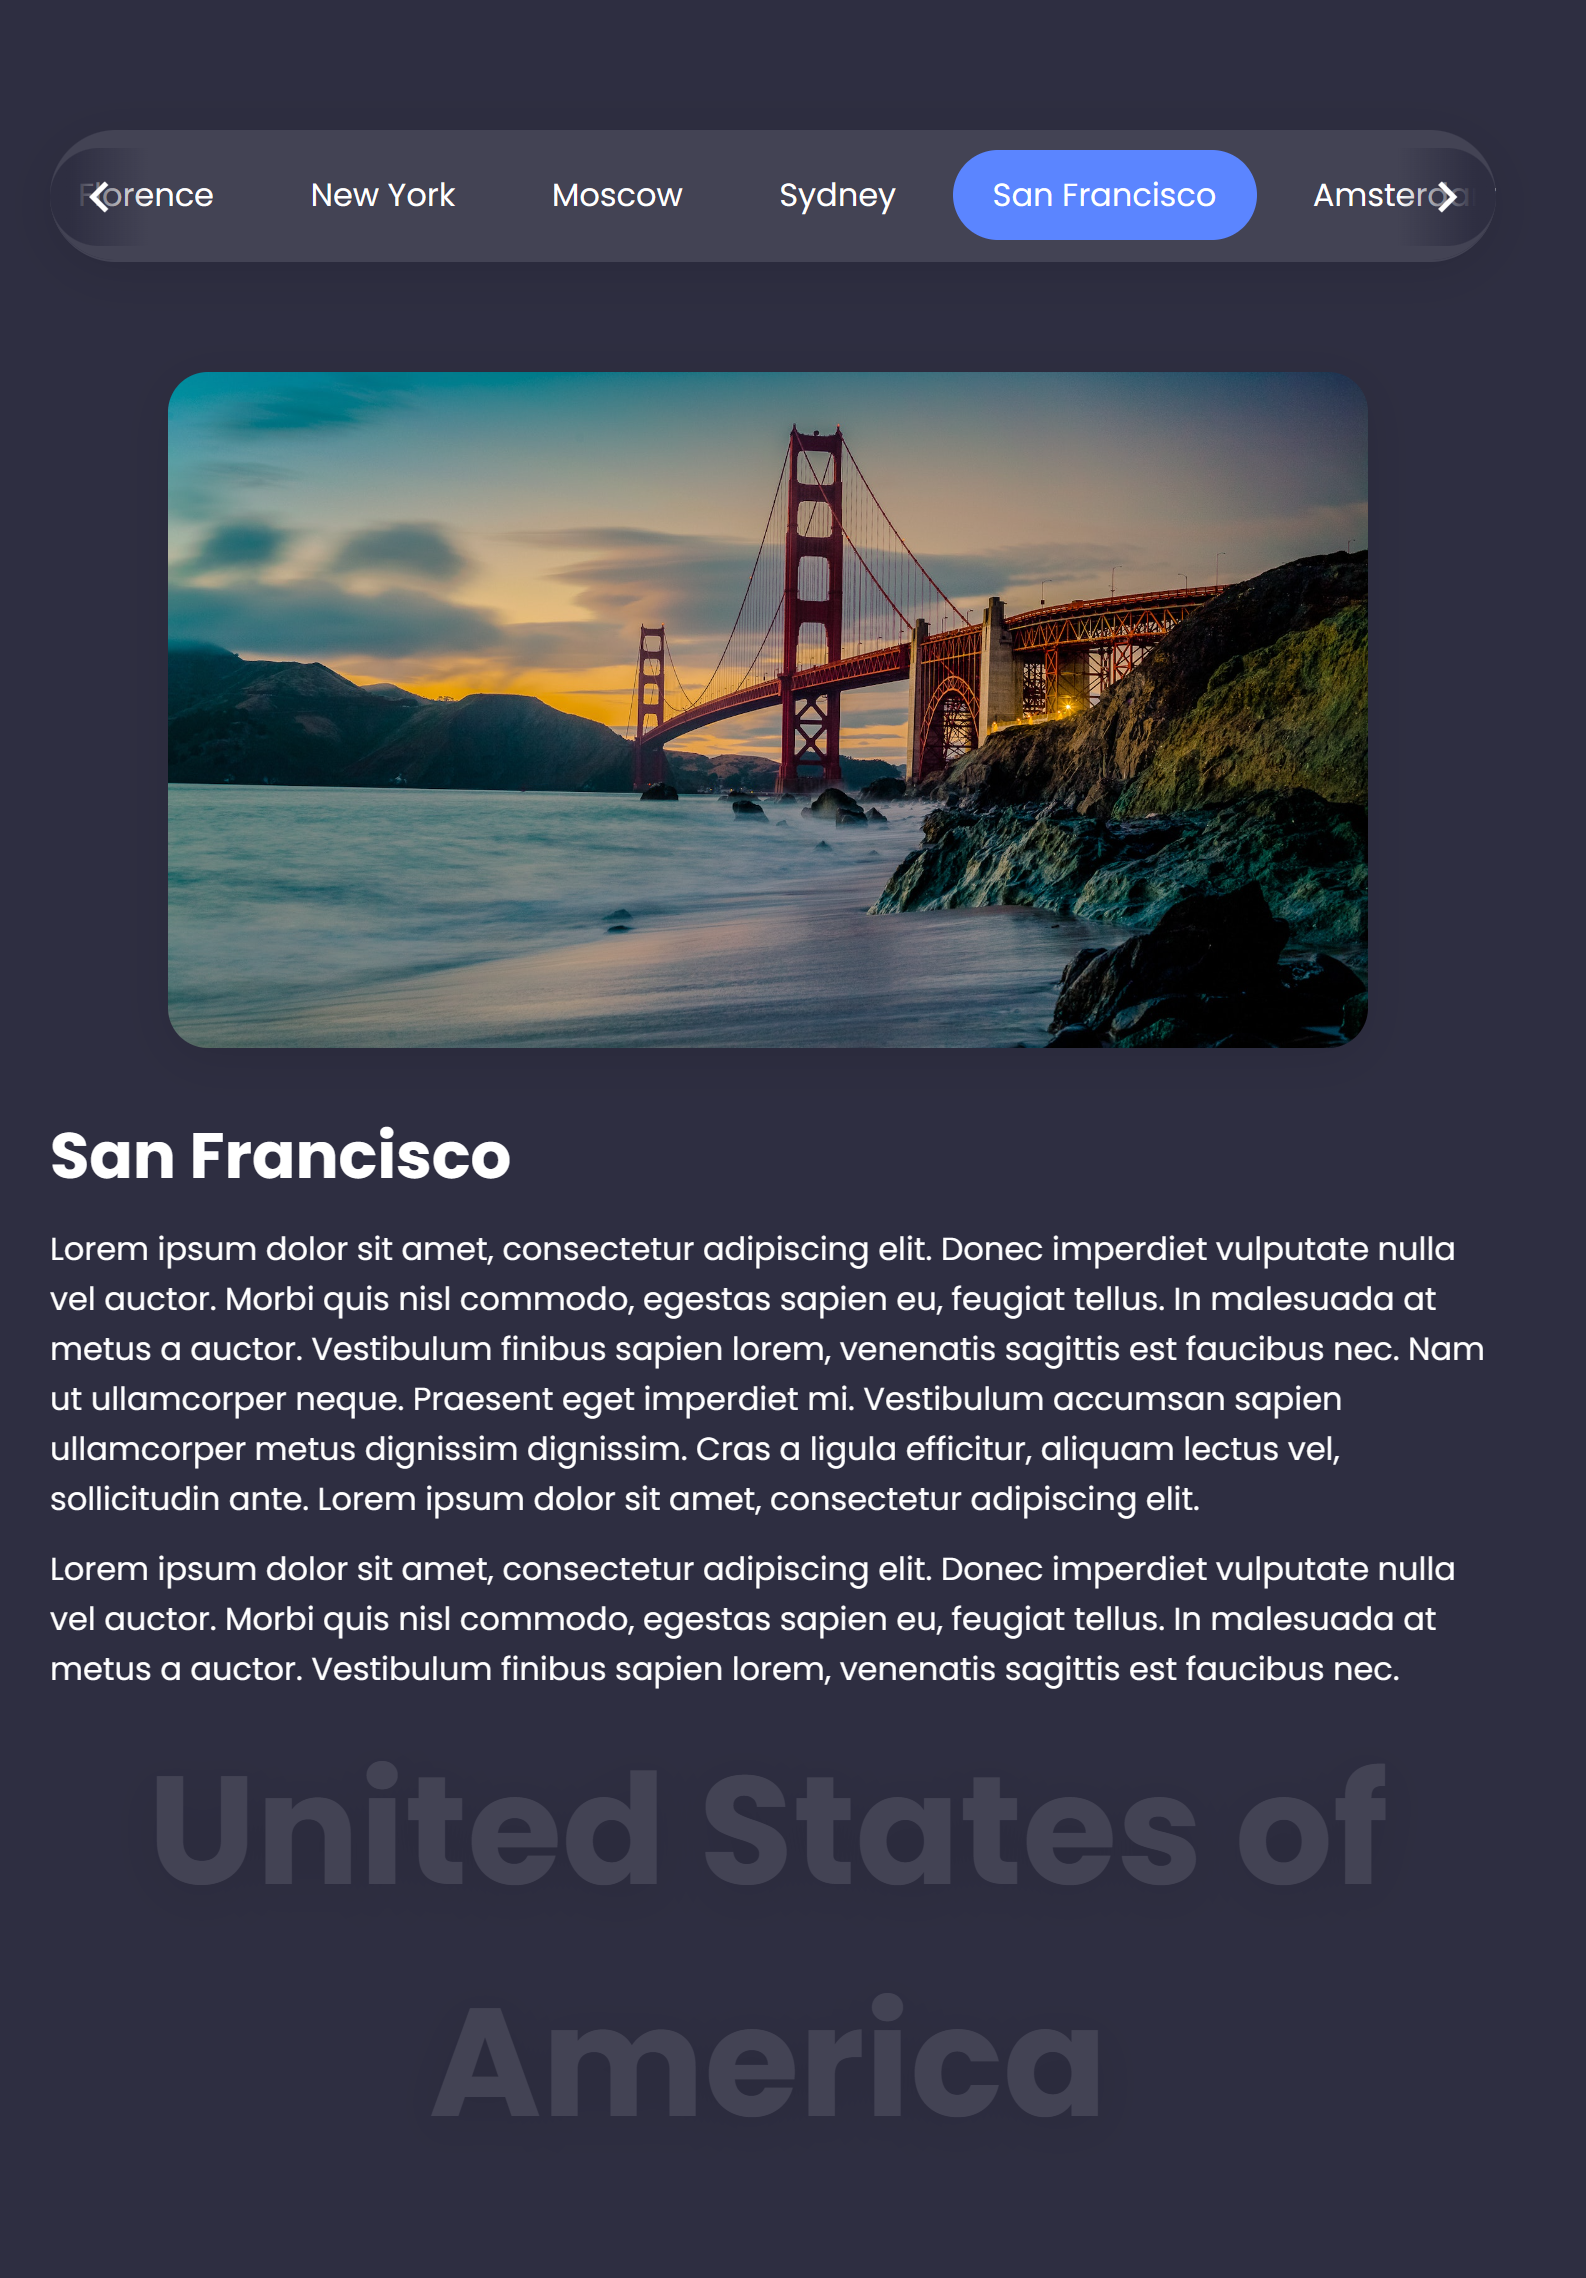 Florence New York Moscow Sydney San Francisco
San Francisco
Lorem ipsum dolor sit amet, consectetur adipiscing elit. Donec imperdiet vulputate nulla
vel auctor. Morbi quis nisl commodo, egestas sapien eu, feugiat tellus. In malesuada at
metus a auctor. Vestibulum finibus sapien lorem, venenatis sagittis est faucibus nec. Nam
ut ullamcorper neque. Praesent eget imperdiet mi. Vestibulum accumsan sapien
ullamcorper metus dignissim dignissim. Cras a ligula efficitur, aliquam lectus vel,
sollicitudin ante. Lorem ipsum dolor sit amet, consectetur adipiscing elit.
Lorem ipsum dolor sit amet, consectetur adipiscing elit. Donec imperdiet vulputate nulla
vel auctor. Morbi quis nisl commodo, egestas sapien eu, feugiat tellus. In malesuada at
metus a auctor. Vestibulum finibus sapien lorem, venenatis sagittis est faucibus nec.
United States of
America